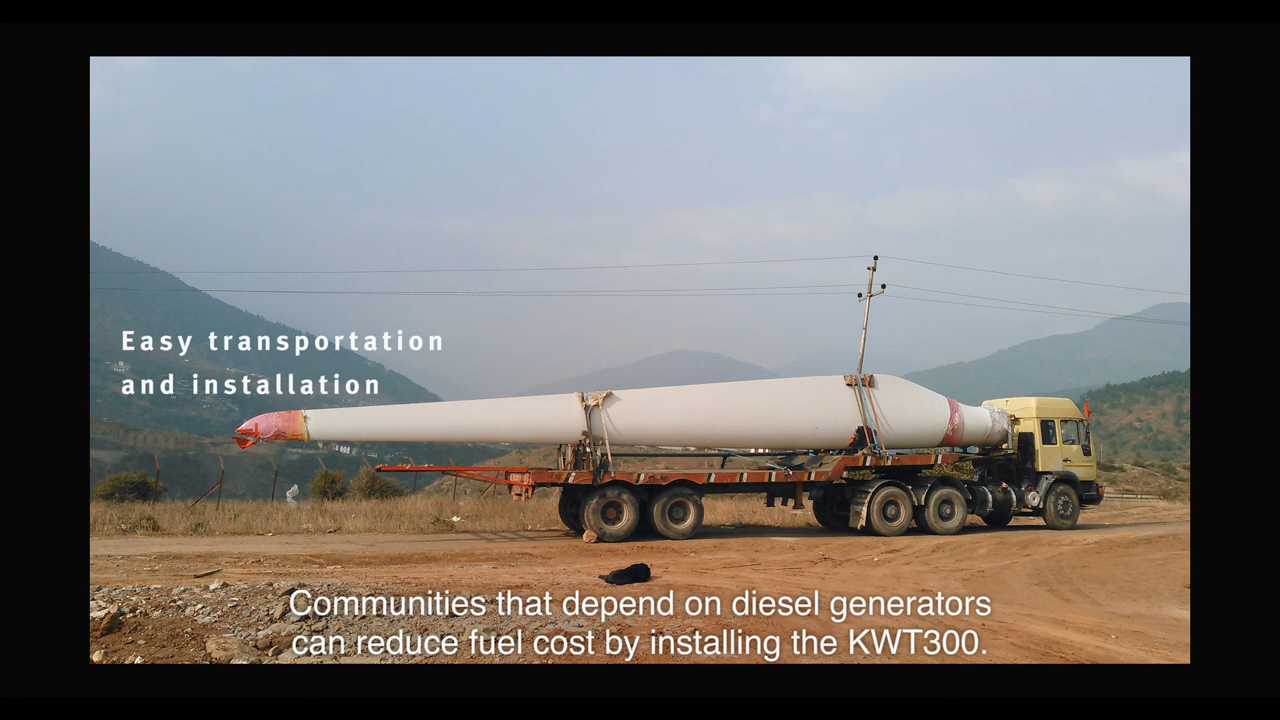 Easy transportation
and installation
Communities that depend on diesel generators
can reduce fuel cost by installing the KWT300.